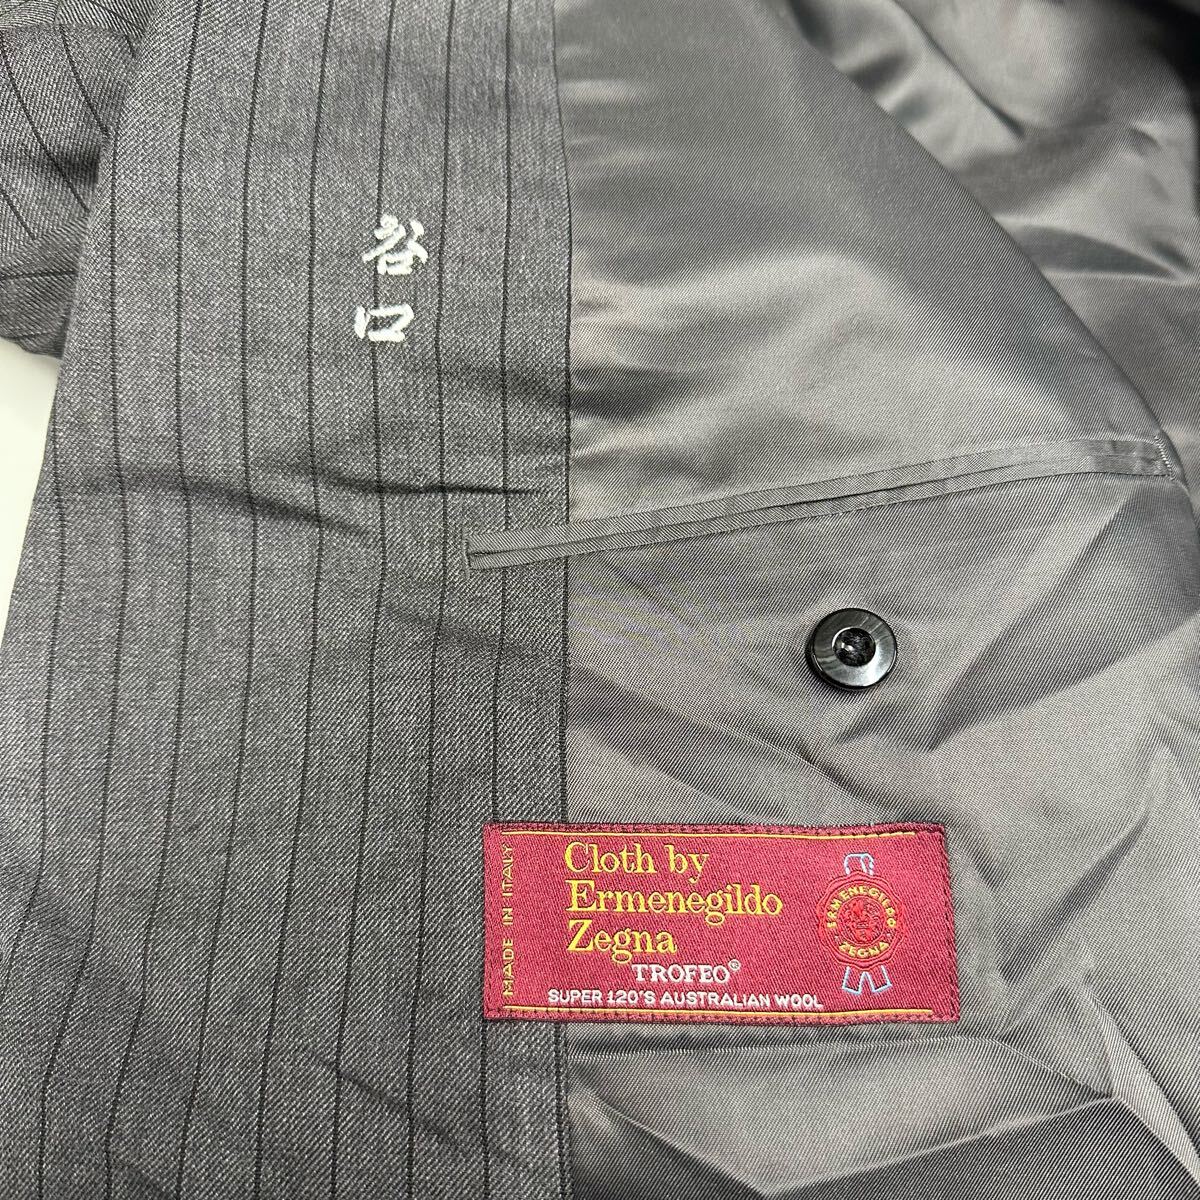 谷
口
MADE IN ITALY
Cloth by
Ermenegildo
Zegna
TROFEO®
SUPER 120'S AUSTRALIAN WOOL
ERMENEGILDO
ZEGNA